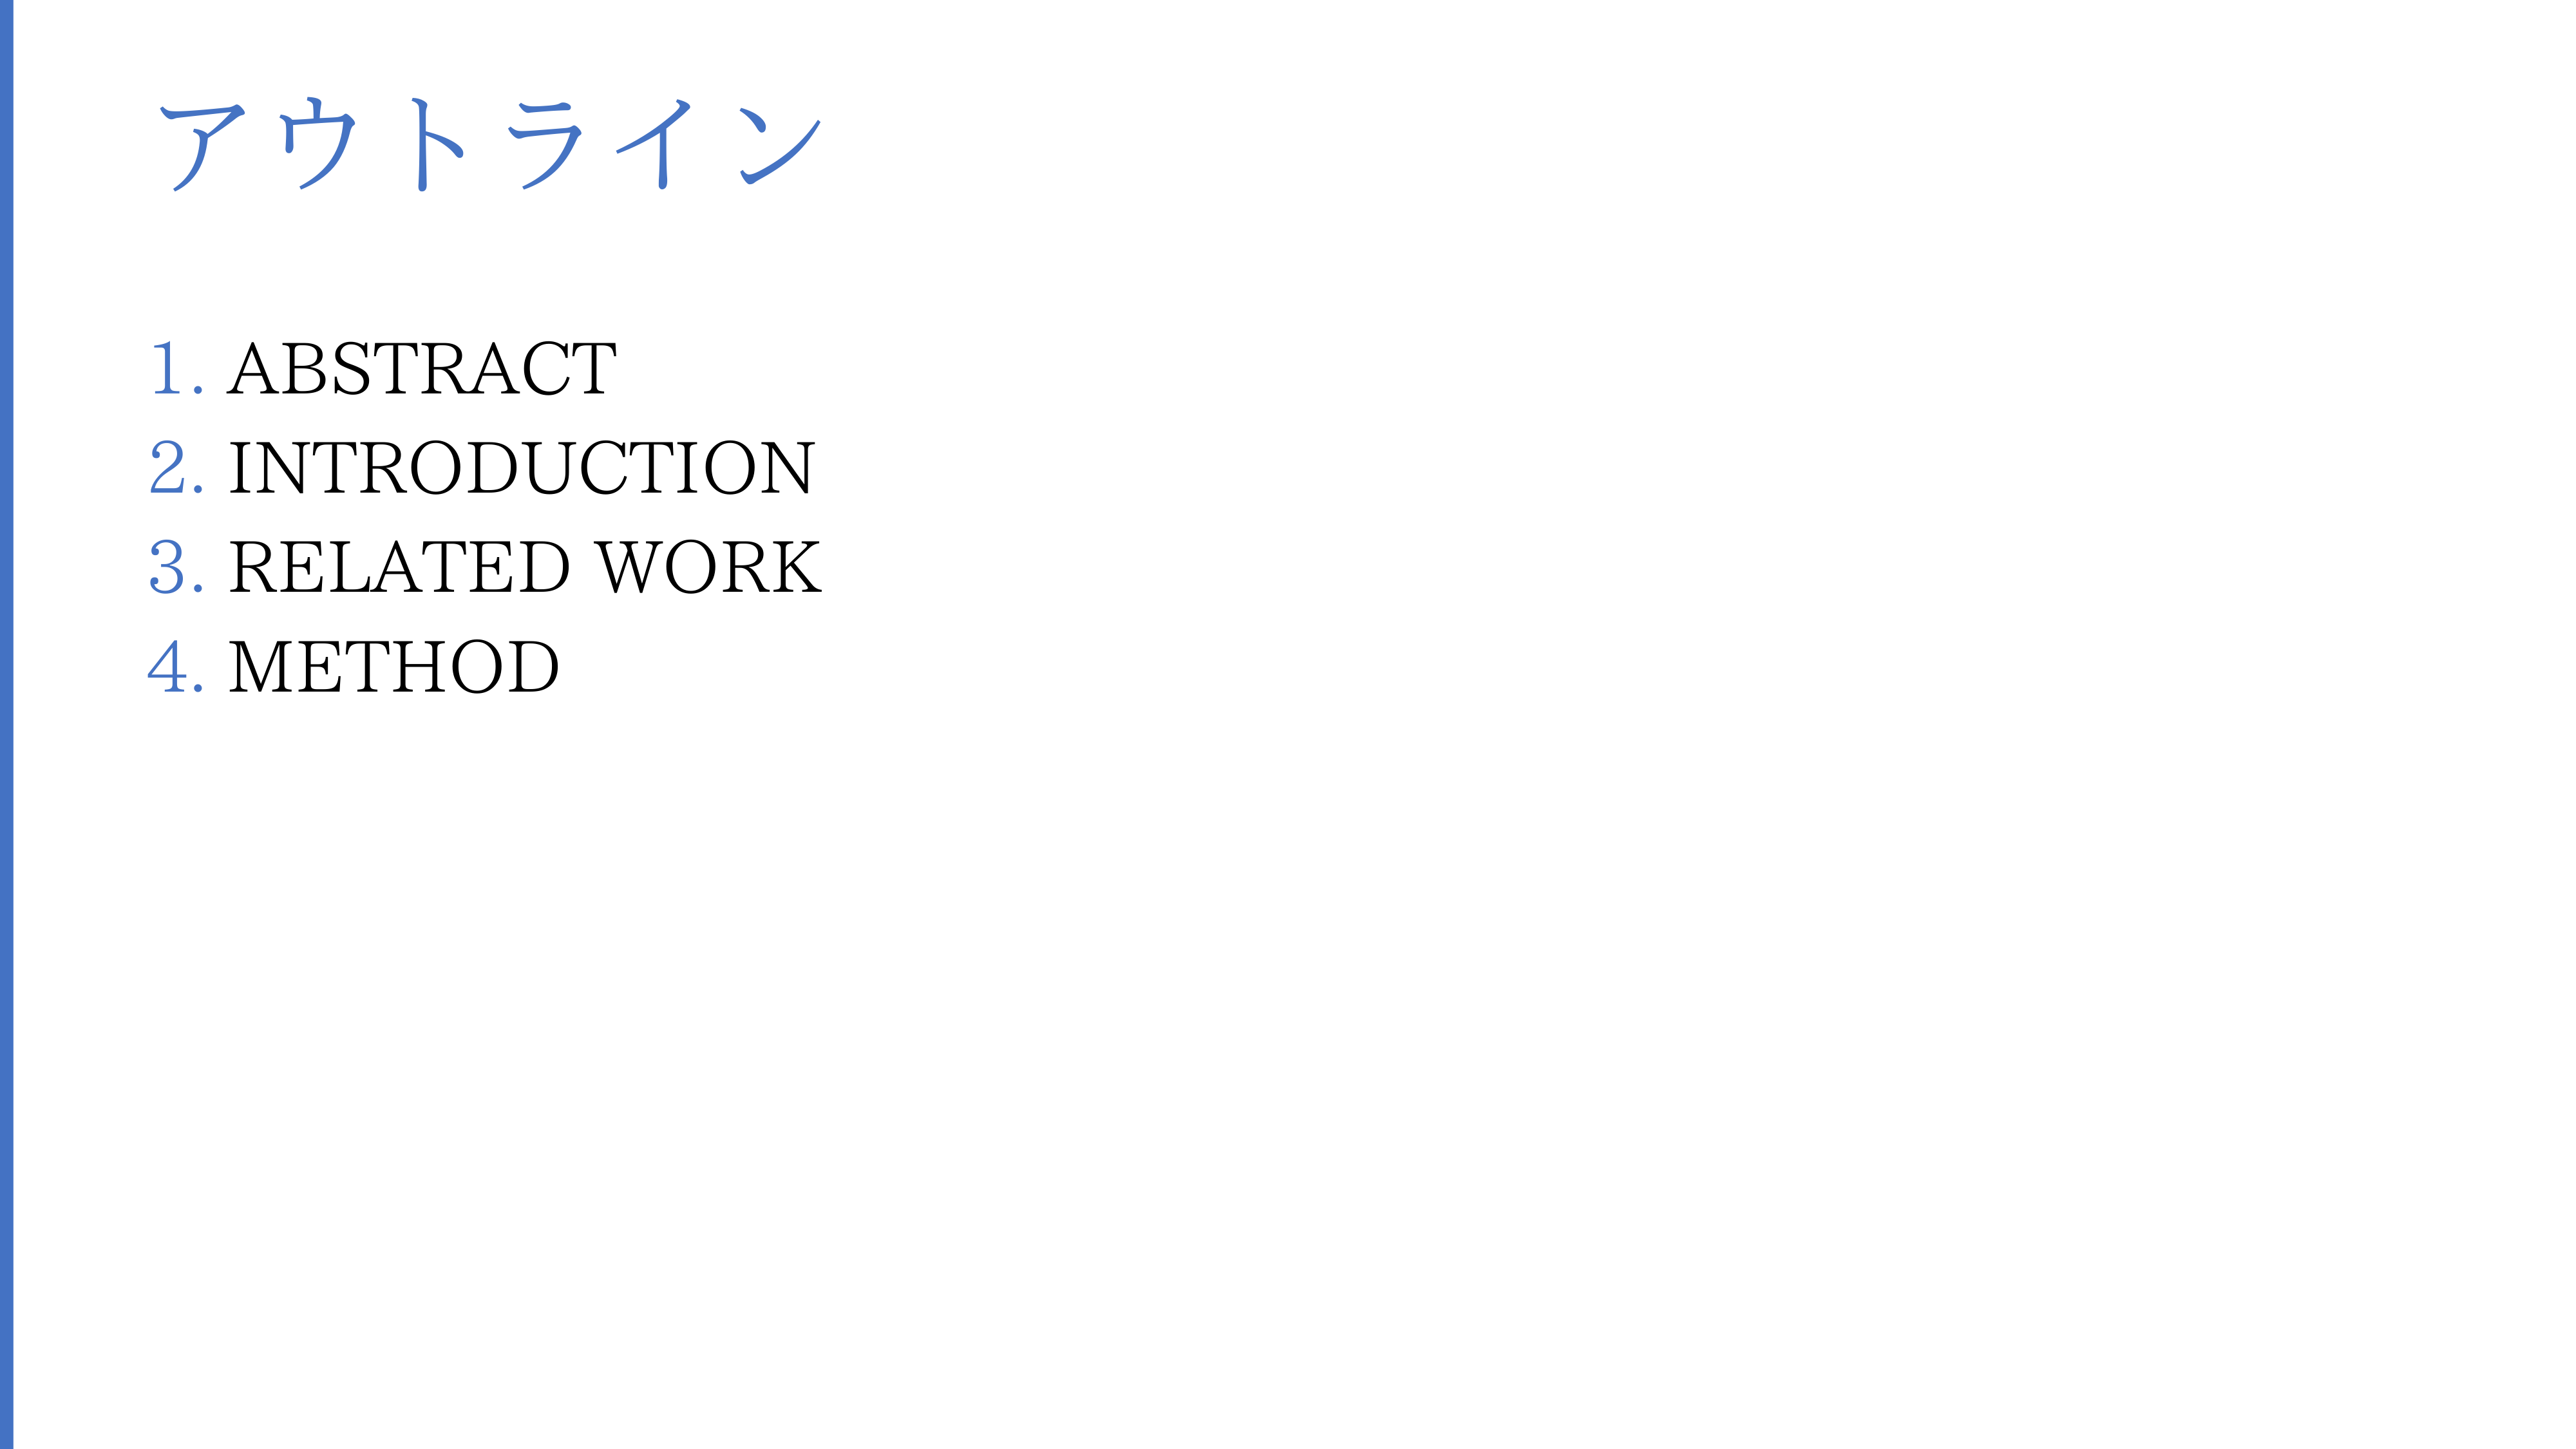 アウトライン
1. ABSTRACT
2. INTRODUCTION
3. RELATED WORK
4. METHOD